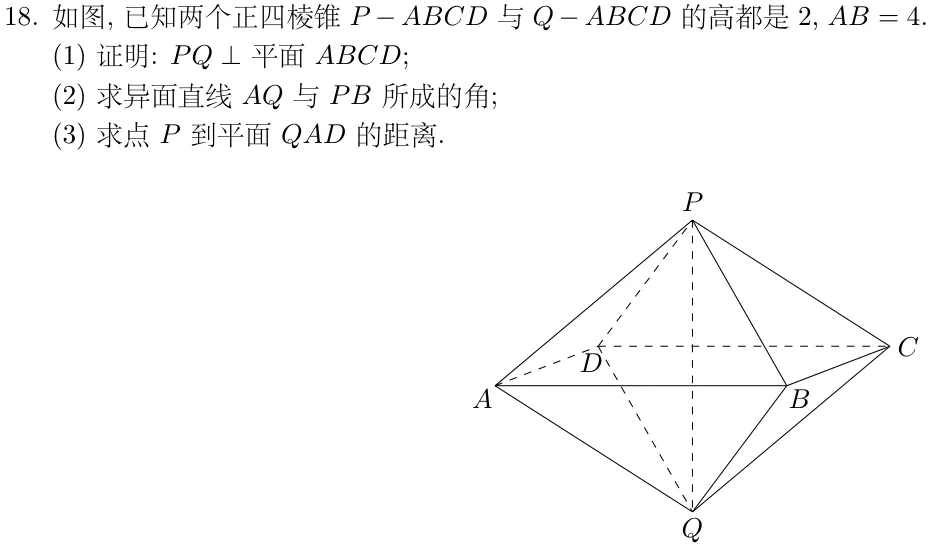 18. 如图, 已知两个正四棱锥 P − ABCD 与 Q − ABCD 的高都是 2, AB = 4.
(1) 证明: PQ ⊥ 平面 ABCD;
(2) 求异面直线 AQ 与 PB 所成的角;
(3) 求点 P 到平面 QAD 的距离.
P
D
C
A
B
Q